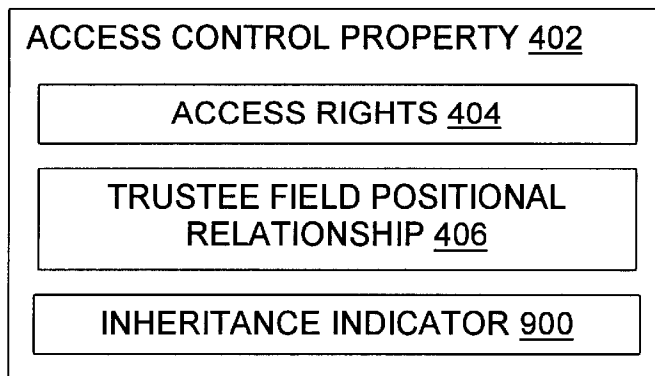 ACCESS CONTROL PROPERTY 402
ACCESS RIGHTS 404
TRUSTEE FIELD POSITIONAL
RELATIONSHIP 406
INHERITANCE INDICATOR 900